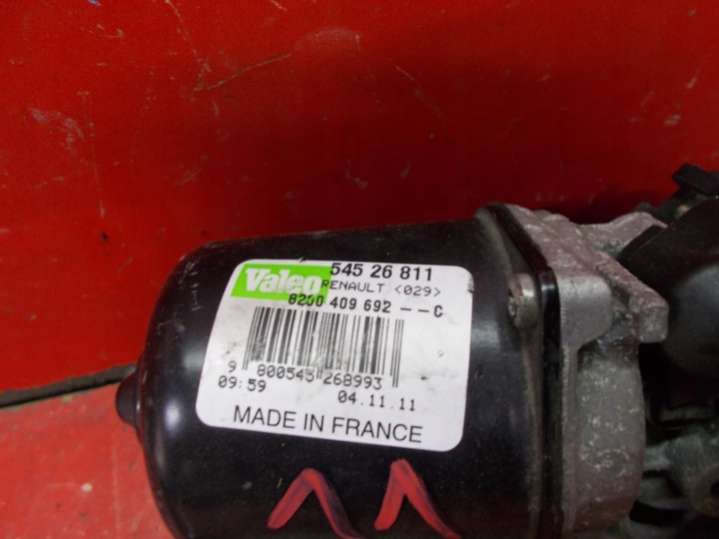 Valeo 545 26 811
RENAULT <029>
8200 409 692 --C
9 800545 268993
09:59 04.11.11
MADE IN FRANCE